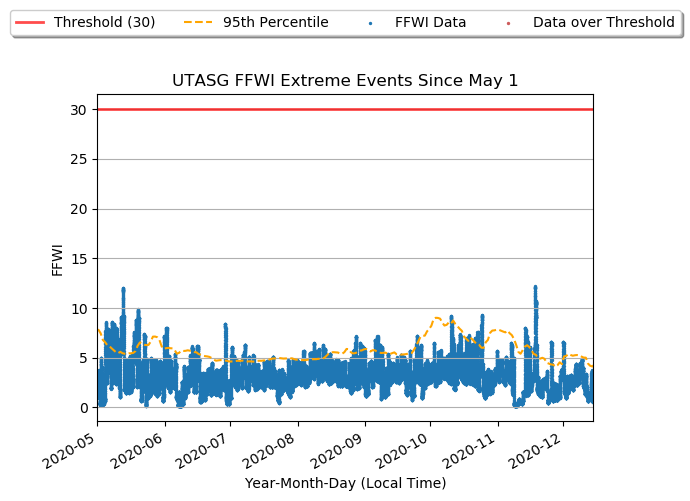 Threshold (30) 95th Percentile FFWI Data Data over Threshold
UTASG FFWI Extreme Events Since May 1
30
25
20
15
10
5
0
FFWI
2020-05 2020-06 2020-07 2020-08 2020-09 2020-10 2020-11 2020-12
Year-Month-Day (Local Time)